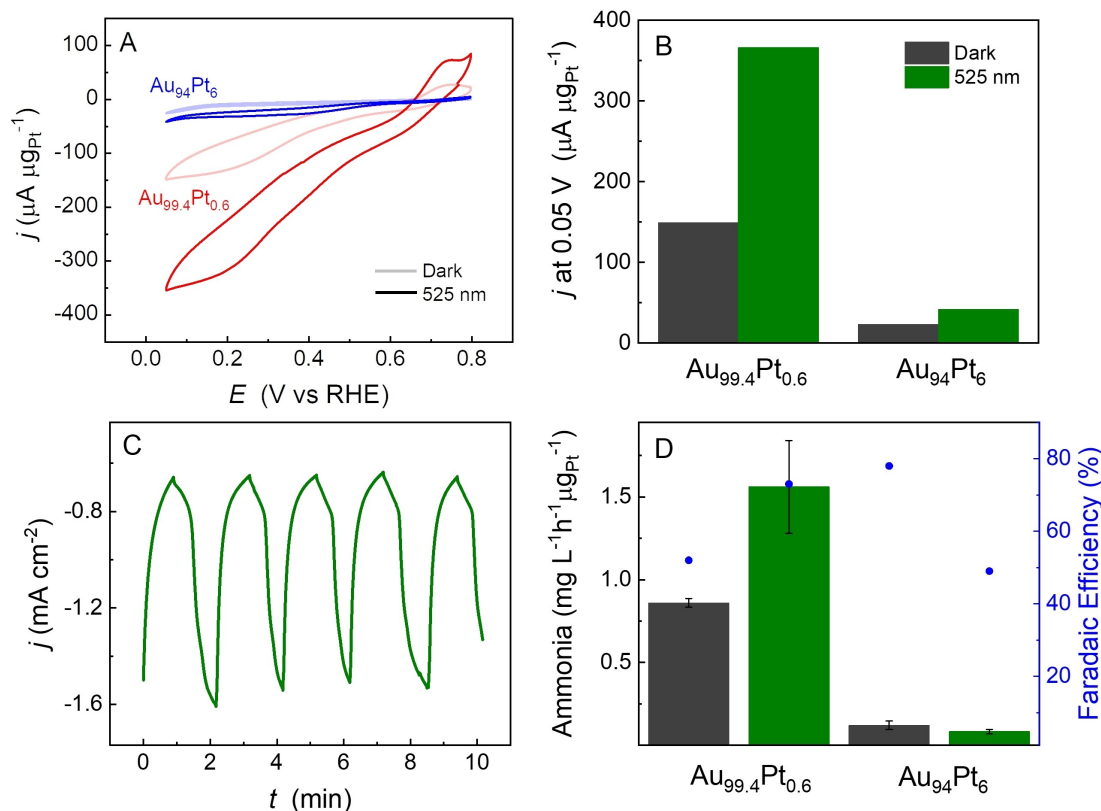 A
100
0
-100
-200
-300
-400
j (μA μgPt-1)
Au94Pt6
Au99.4Pt0.6
Dark
525 nm
0.0 0.2 0.4 0.6 0.8
E (V vs RHE)
B
400
300
200
100
0
j at 0.05 V (μA μgPt-1)
Dark
525 nm
Au99.4Pt0.6 Au94Pt6
C
-0.8
-1.2
-1.6
j (mA cm-2)
0 2 4 6 8 10
t (min)
D
1.5
1.0
0.5
Ammonia (mg L-1h-1μgPt-1)
80
60
40
20
Faradaic Efficiency (%)
Au99.4Pt0.6 Au94Pt6